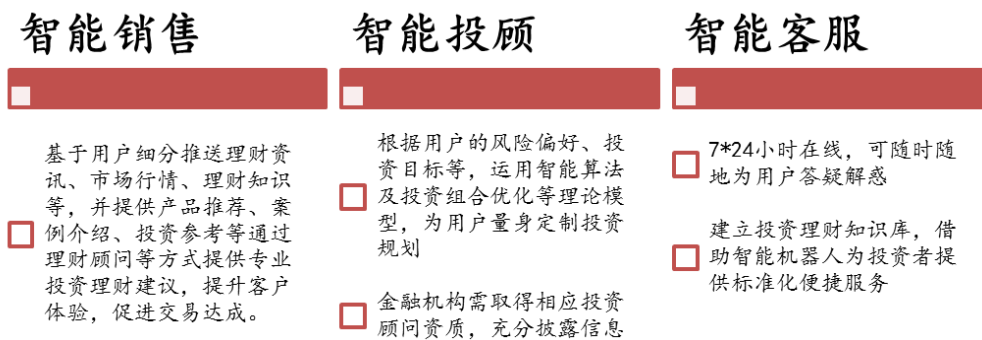 智能销售
基于用户细分推送理财资
讯、市场行情、理财知识
等，并提供产品推荐、案
例介绍、投资参考等通过
理财顾问等方式提供专业
投资理财建议，提升客户
体验，促进交易达成。
智能投顾
根据用户的风险偏好、投
资目标等，运用智能算法
及投资组合优化等理论模
型，为用户量身定制投资
规划
金融机构需取得相应投资
顾问资质，充分披露信息
智能客服
7*24小时在线，可随时随
地为用户答疑解惑
建立投资理财知识库，借
助智能机器人为投资者提
供标准化便捷服务